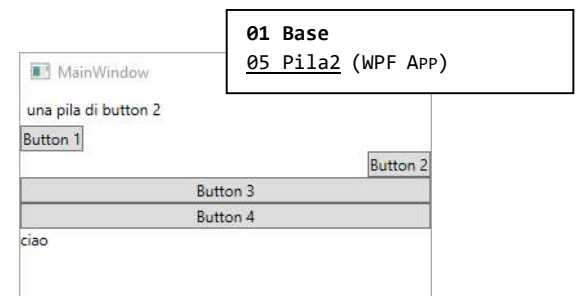 01 Base
05 Pila2 (WPF APP)
MainWindow
una pila di button 2
Button 1
Button 2
Button 3
Button 4
ciao